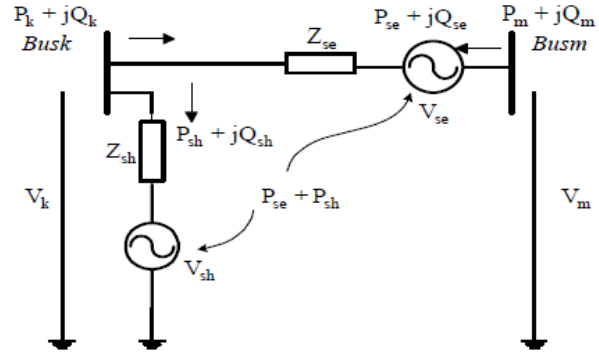 P_k + jQ_k
P_se + jQ_se
P_m + jQ_m
Busk
Z_se
Busm
V_se
P_sh + jQ_sh
Z_sh
V_k
P_se + P_sh
V_m
V_sh